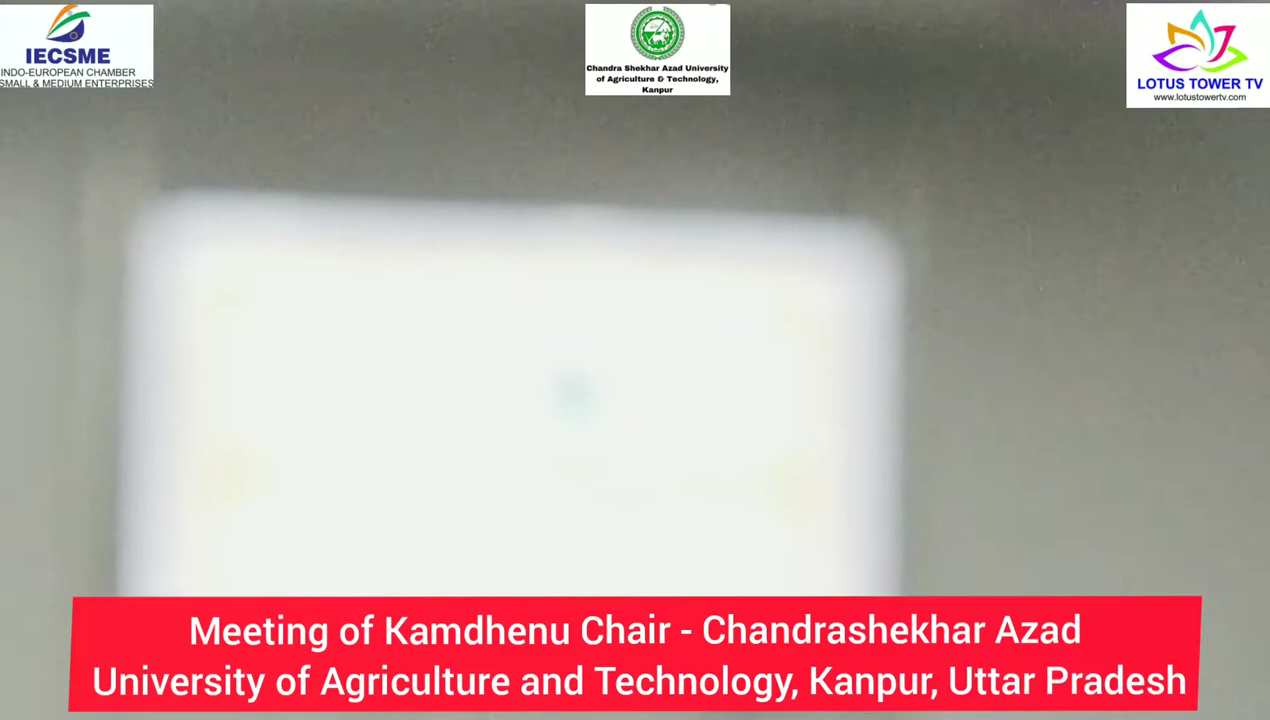 IECSME
INDO-EUROPEAN CHAMBER
SMALL & MEDIUM ENTERPRISES
Chandra Shekhar Azad University
of Agriculture & Technology,
Kanpur
LOTUS TOWER TV
www.lotustowertv.com
Meeting of Kamdhenu Chair - Chandrashekhar Azad
University of Agriculture and Technology, Kanpur, Uttar Pradesh